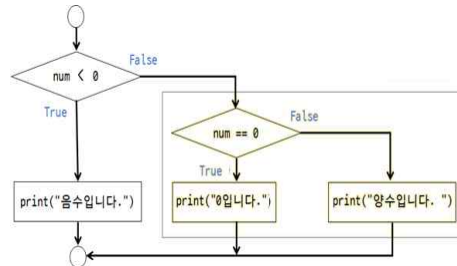 False
num < 0
True
False
num == 0
True
print("음수입니다.")
print("0입니다.")
print("양수입니다. ")